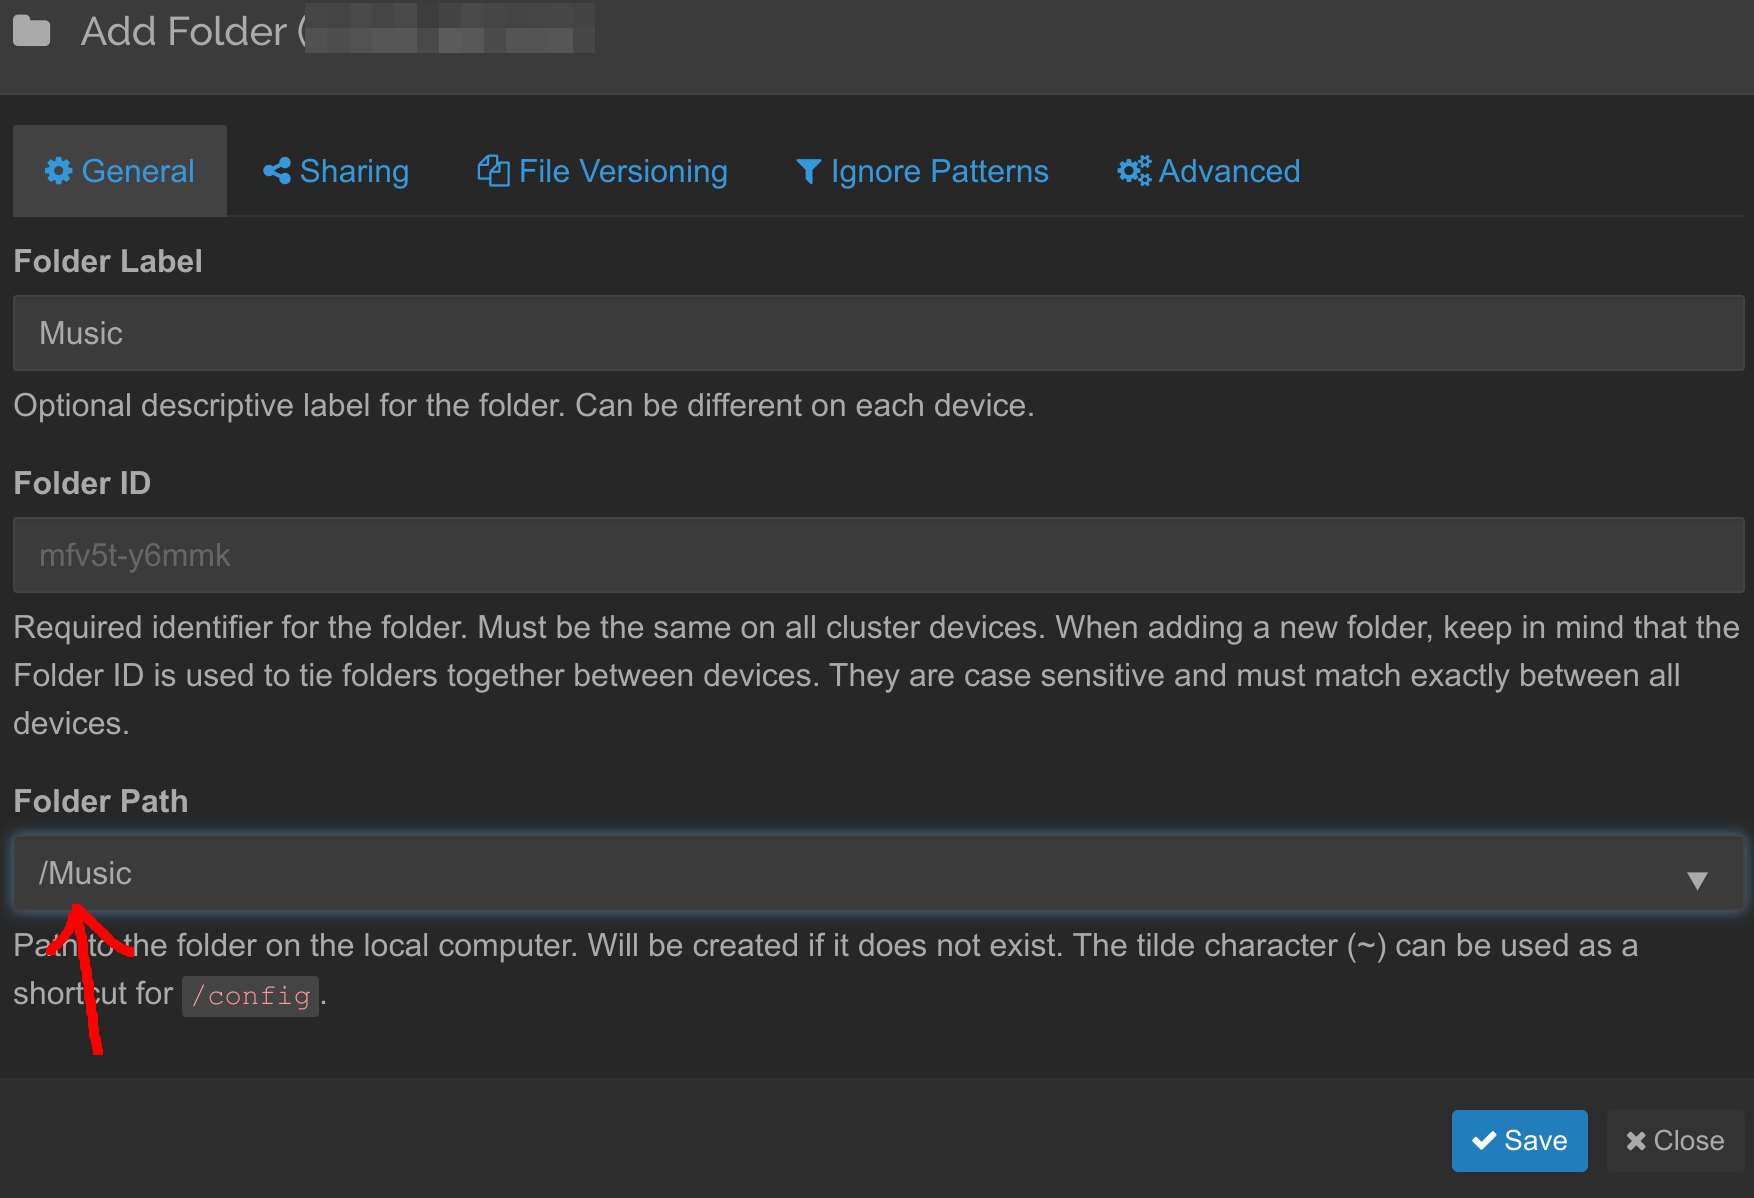 Add Folder (
General
Sharing
File Versioning
Ignore Patterns
Advanced
Folder Label
Music
Optional descriptive label for the folder. Can be different on each device.
Folder ID
mfv5t-y6mmk
Required identifier for the folder. Must be the same on all cluster devices. When adding a new folder, keep in mind that the
Folder ID is used to tie folders together between devices. They are case sensitive and must match exactly between all
devices.
Folder Path
/Music
Path to the folder on the local computer. Will be created if it does not exist. The tilde character (~) can be used as a
shortcut for /config.
Save
Close